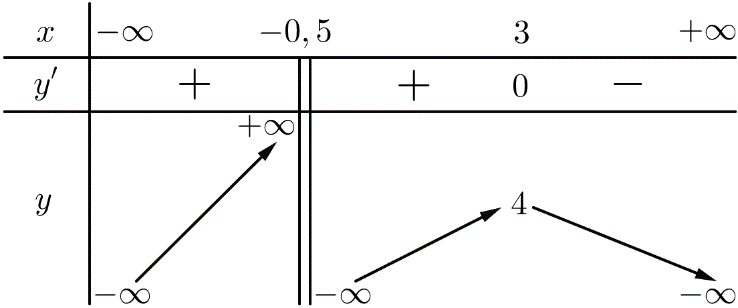 x −∞ −0,5 3 +∞
y′ + + 0 −
+∞
y 4
−∞ −∞ −∞